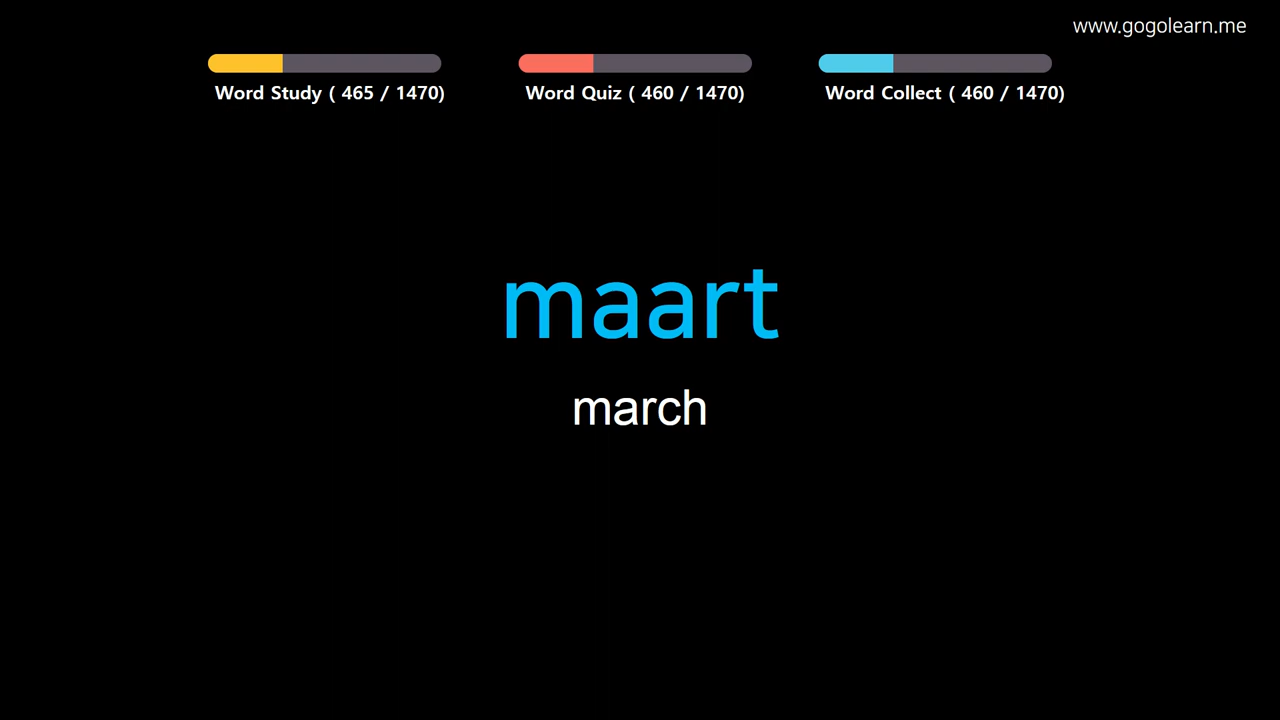 www.gogolearn.me
Word Study ( 465 / 1470)
Word Quiz ( 460 / 1470)
Word Collect ( 460 / 1470)
maart
march